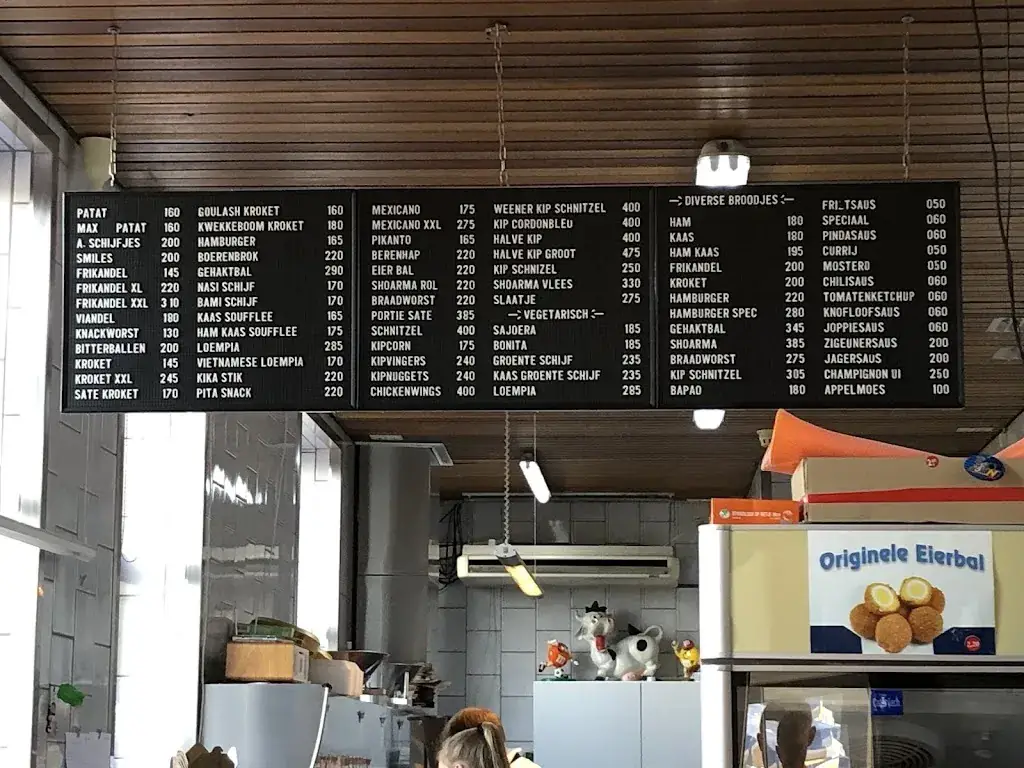 PATAT 160
MAX PATAT 160
A. SCHIJFJES 200
SMILES 200
FRIKANDEL 145
FRIKANDEL XL 220
FRIKANDEL XXL 310
VIANDEL 180
KNACKWORST 130
BITTERBALLEN 200
KROKET 145
KROKET XXL 245
SATE KROKET 170
GOULASH KROKET 160
KWEKKEBOOM KROKET 180
HAMBURGER 165
BOERENBROK 220
GEHAKTBAL 290
NASI SCHIJF 170
BAMI SCHIJF 170
KAAS SOUFFLEE 165
HAM KAAS SOUFFLEE 175
LOEMPIA 285
VIETNAMESE LOEMPIA 170
KIKA STIK 220
PITA SNACK 220
MEXICANO 175
MEXICANO XXL 275
PIKANTO 165
BERENHAP 220
EIER BAL 220
SHOARMA ROL 220
BRAADWORST 220
PORTIE SATE 385
SCHNITZEL 400
KIPCORN 175
KIPVINGERS 240
KIPNUGGETS 240
CHICKENWINGS 400
WEENER KIP SCHNITZEL 400
KIP CORDONBLEU 400
HALVE KIP 400
HALVE KIP GROOT 475
KIP SCHNIZEL 250
SHOARMA VLEES 330
SLAATJE 275
VEGETARISCH
SAJOERA 185
BONITA 185
GROENTE SCHIJF 235
KAAS GROENTE SCHIJF 235
LOEMPIA 285
DIVERSE BROODJES
HAM 180
KAAS 180
HAM KAAS 195
FRIKANDEL 200
KROKET 200
HAMBURGER 220
HAMBURGER SPEC 280
GEHAKTBAL 345
SHOARMA 385
BRAADWORST 275
KIP SCHNITZEL 305
BAPAO 180
FRI.TSAUS 050
SPECIAAL 060
PINDASAUS 060
CURRIJ 050
MOSTERD 050
CHILISAUS 060
TOMATENKETCHUP 060
KNOFLOOFSAUS 060
JOPPIESAUS 060
ZIGEUNERSAUS 200
JAGERSAUS 200
CHAMPIGNON UI 250
APPELMOES 100
Originele Eierbal